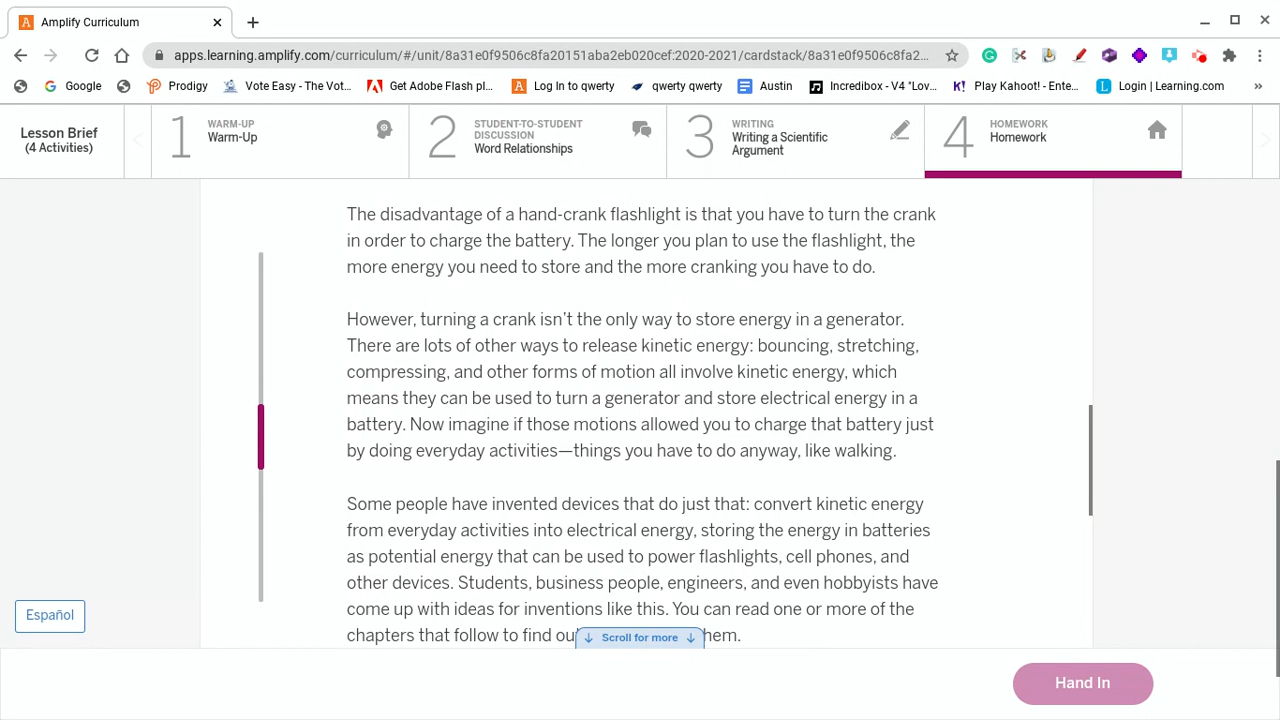 Amplify Curriculum
apps.learning.amplify.com/curriculum/#/unit/8a31e0f9506c8fa20151aba2eb020cef:2020-2021/cardstack/8a31e0f9506c8fa2...
Google
Prodigy
Vote Easy - The Vot...
Get Adobe Flash pl...
Log In to qwerty
qwerty qwerty
Austin
Incredibox - V4 "Lov...
Play Kahoot! - Ente...
Login | Learning.com
»
Lesson Brief
(4 Activities)
1
WARM-UP
Warm-Up
2
STUDENT-TO-STUDENT
DISCUSSION
Word Relationships
3
WRITING
Writing a Scientific
Argument
4
HOMEWORK
Homework
The disadvantage of a hand-crank flashlight is that you have to turn the crank
in order to charge the battery. The longer you plan to use the flashlight, the
more energy you need to store and the more cranking you have to do.
However, turning a crank isn't the only way to store energy in a generator.
There are lots of other ways to release kinetic energy: bouncing, stretching,
compressing, and other forms of motion all involve kinetic energy, which
means they can be used to turn a generator and store electrical energy in a
battery. Now imagine if those motions allowed you to charge that battery just
by doing everyday activities—things you have to do anyway, like walking.
Some people have invented devices that do just that: convert kinetic energy
from everyday activities into electrical energy, storing the energy in batteries
as potential energy that can be used to power flashlights, cell phones, and
other devices. Students, business people, engineers, and even hobbyists have
come up with ideas for inventions like this. You can read one or more of the
chapters that follow to find
Scroll for more
Español
Hand In